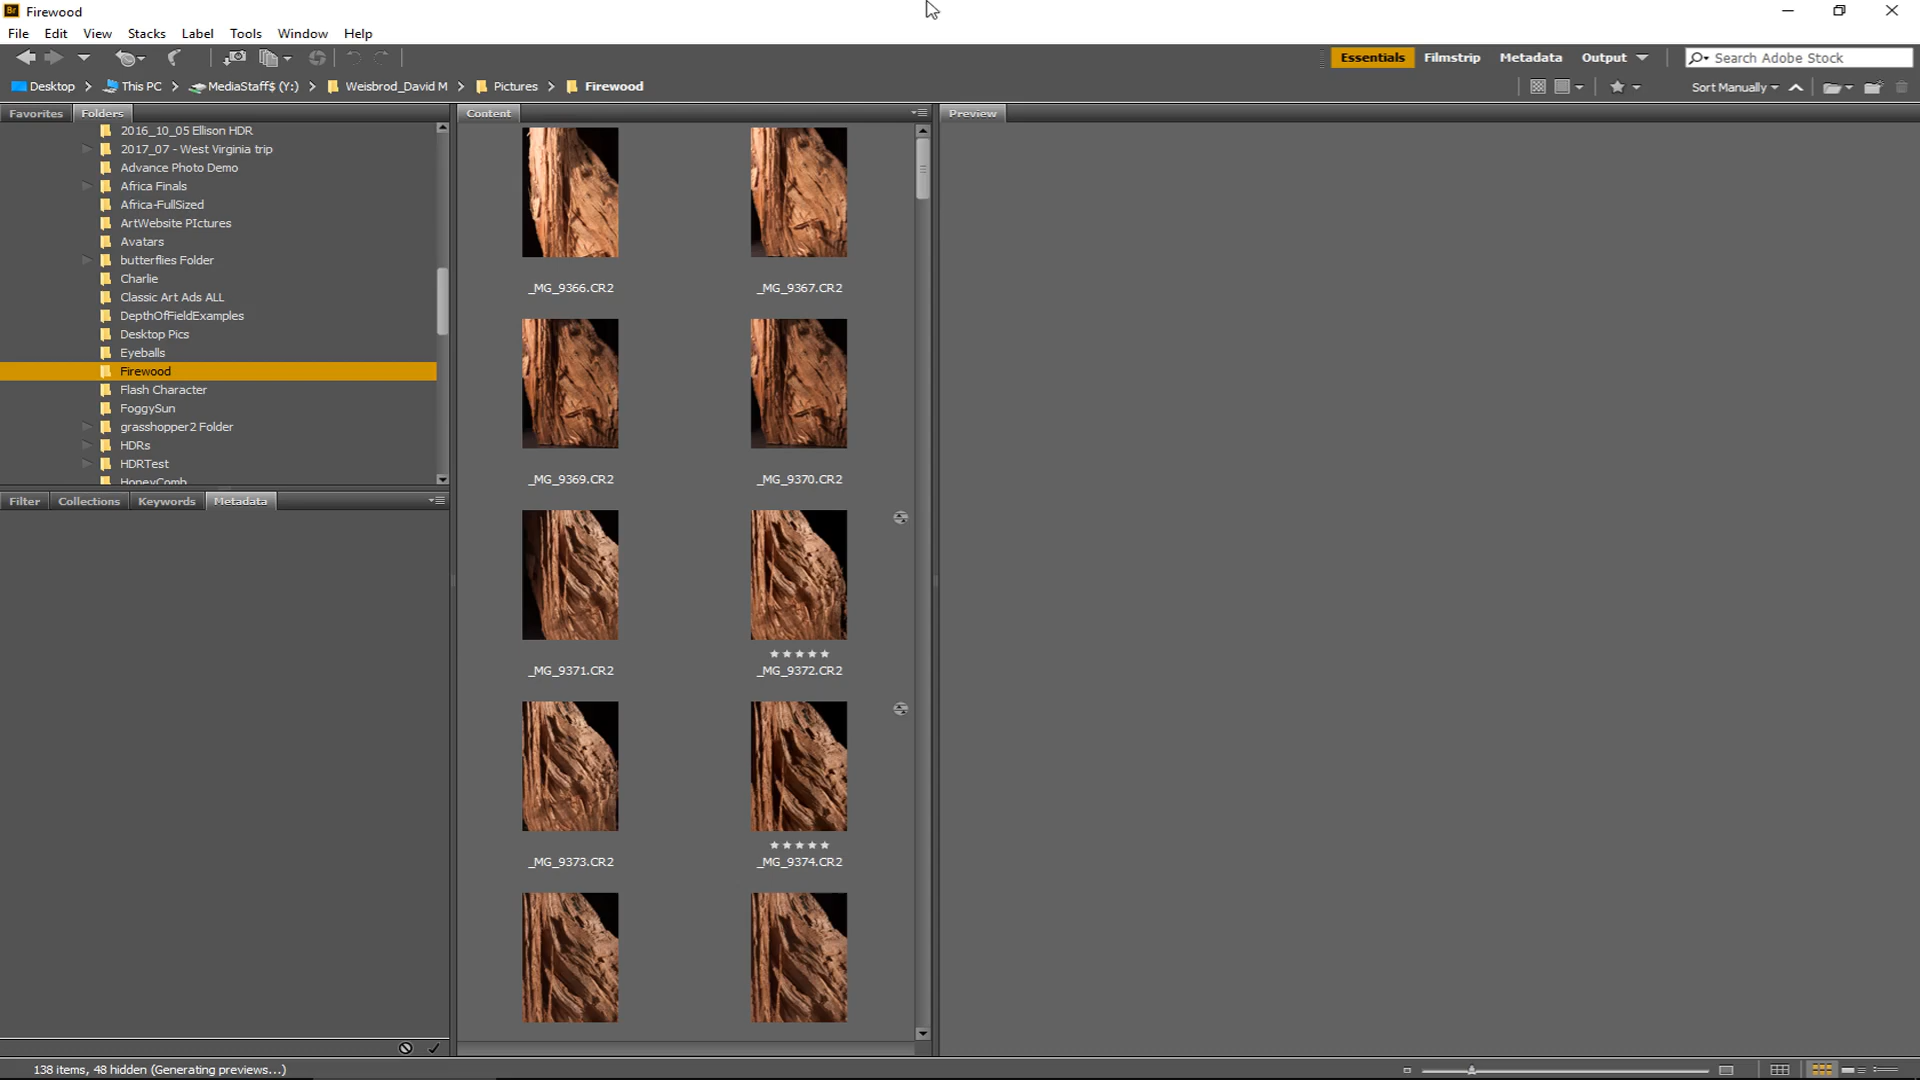 Br Firewood
File Edit View Stacks Label Tools Window Help
Essentials Filmstrip Metadata Output Search Adobe Stock
Desktop This PC MediaStaff$ (Y:) Weisbrod_David M Pictures Firewood Sort Manually
Favorites Folders
2016_10_05 Ellison HDR
2017_07 - West Virginia trip
Advance Photo Demo
Africa Finals
Africa-FullSized
ArtWebsite PIctures
Avatars
butterflies Folder
Charlie
Classic Art Ads ALL
DepthOfFieldExamples
Desktop Pics
Eyeballs
Firewood
Flash Character
FoggySun
grasshopper2 Folder
HDRs
HDRTest
HoneyComb
Filter Collections Keywords Metadata
Content
_MG_9366.CR2 _MG_9367.CR2
_MG_9369.CR2 _MG_9370.CR2
_MG_9371.CR2 _MG_9372.CR2
_MG_9373.CR2 _MG_9374.CR2
Preview
138 items, 48 hidden (Generating previews...)